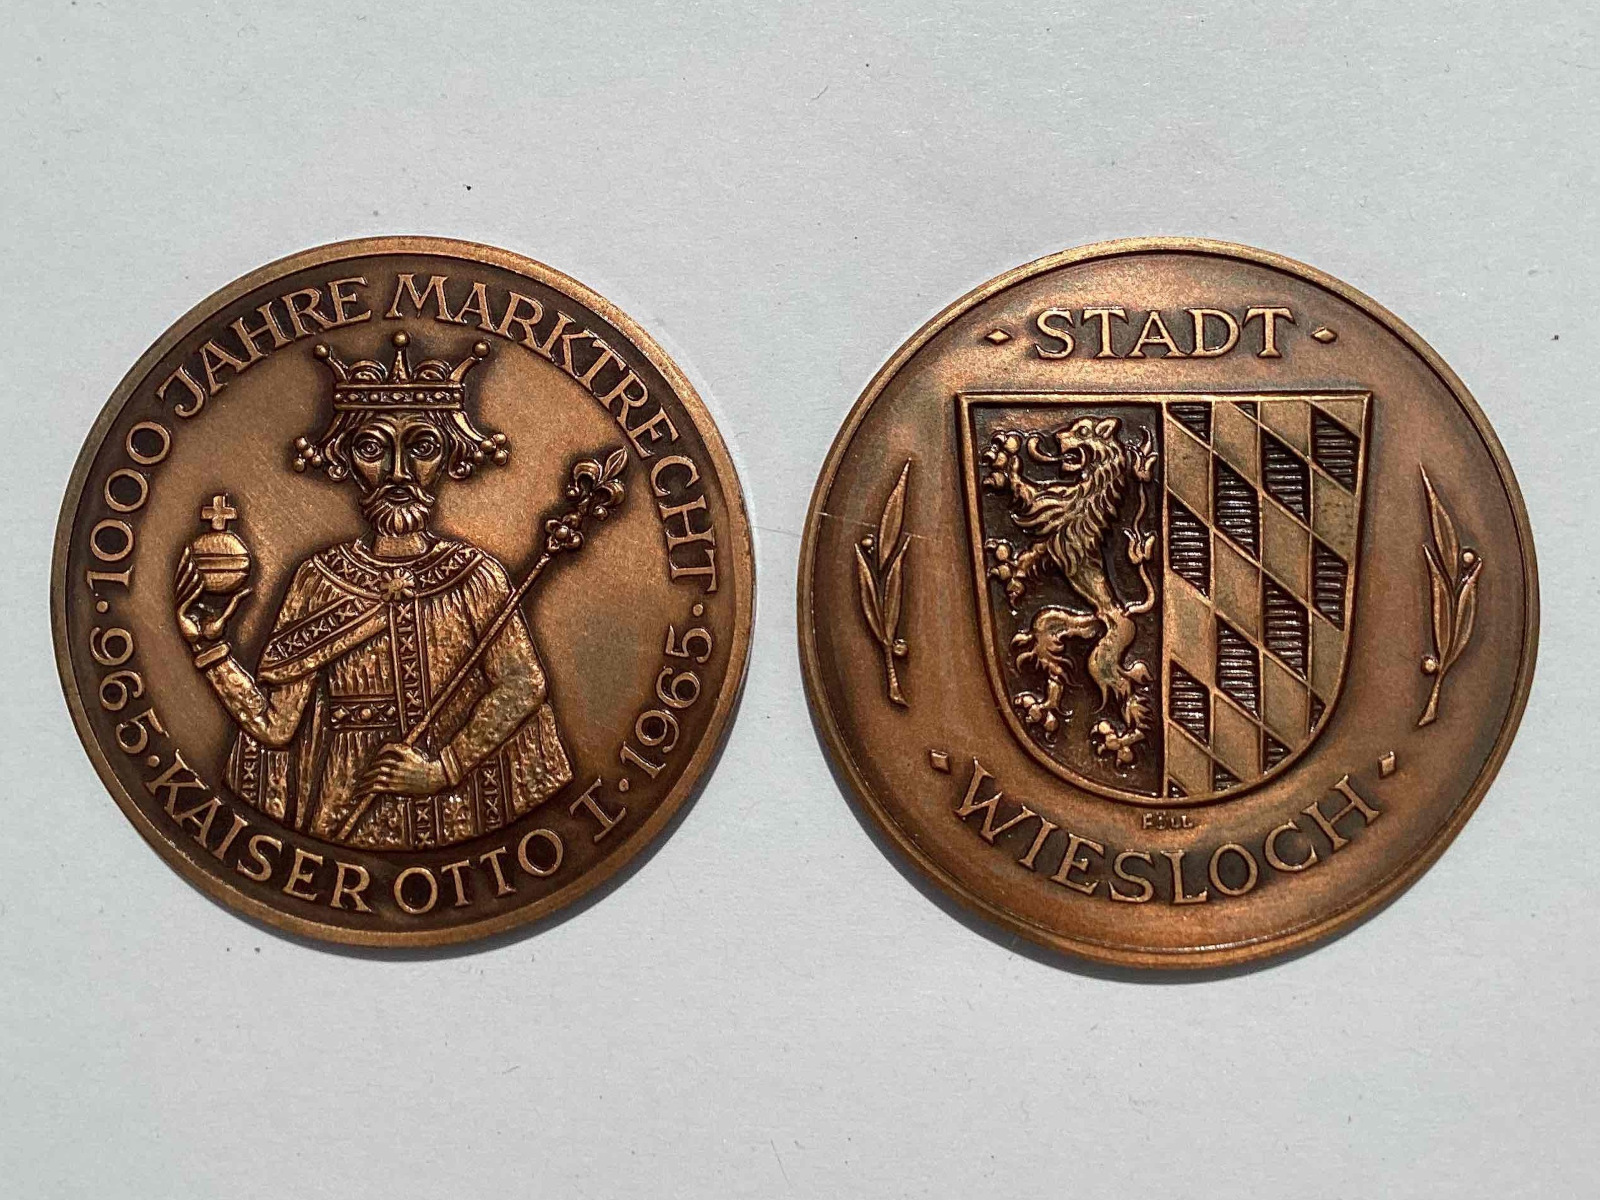 ·1000 JAHRE MARKTRECHT·
965·KAISER OTTO I·1965·
· STADT ·
· WIESLOCH ·